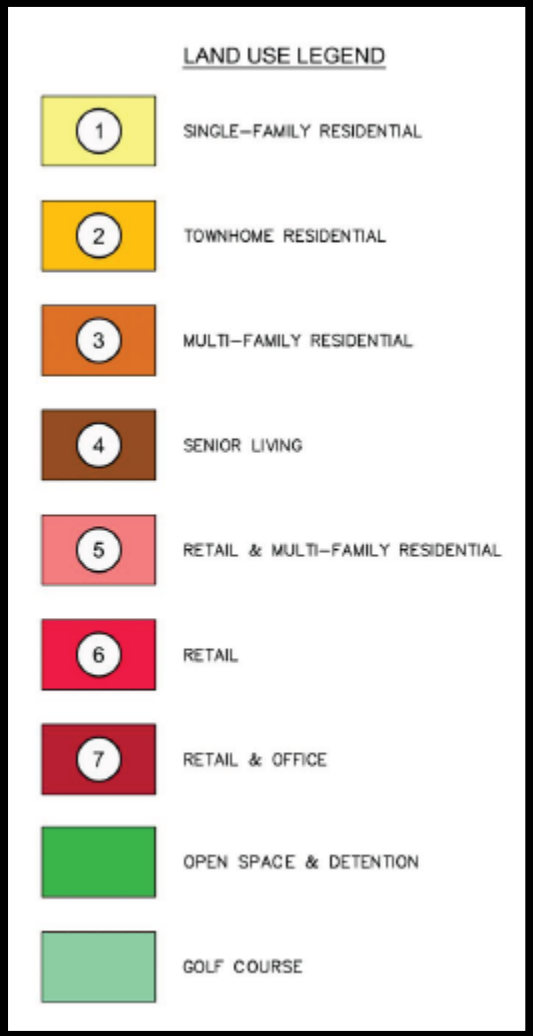 LAND USE LEGEND
1 SINGLE-FAMILY RESIDENTIAL
2 TOWNHOME RESIDENTIAL
3 MULTI-FAMILY RESIDENTIAL
4 SENIOR LIVING
5 RETAIL & MULTI-FAMILY RESIDENTIAL
6 RETAIL
7 RETAIL & OFFICE
OPEN SPACE & DETENTION
GOLF COURSE